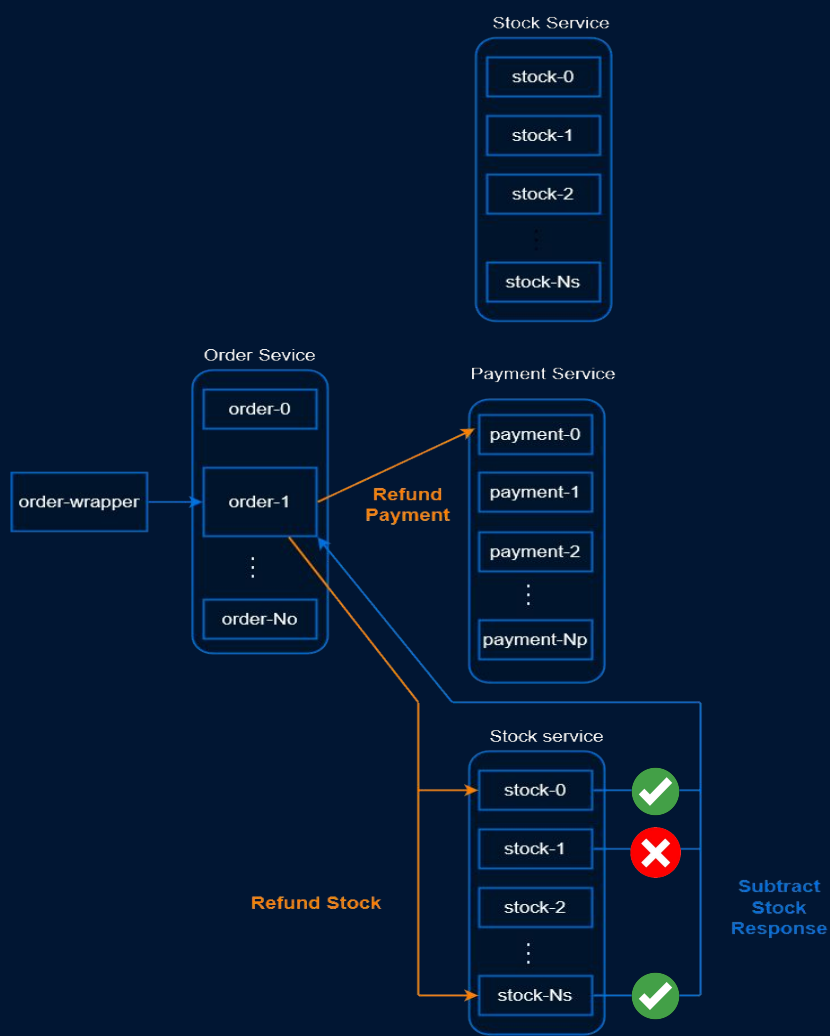 Stock Service
stock-0
stock-1
stock-2
⋮
stock-Ns
Order Sevice
order-0
order-wrapper
order-1
⋮
order-No
Payment Service
payment-0
Refund
Payment
payment-1
payment-2
⋮
payment-Np
Stock service
stock-0
stock-1
Refund Stock
stock-2
⋮
stock-Ns
Subtract
Stock
Response